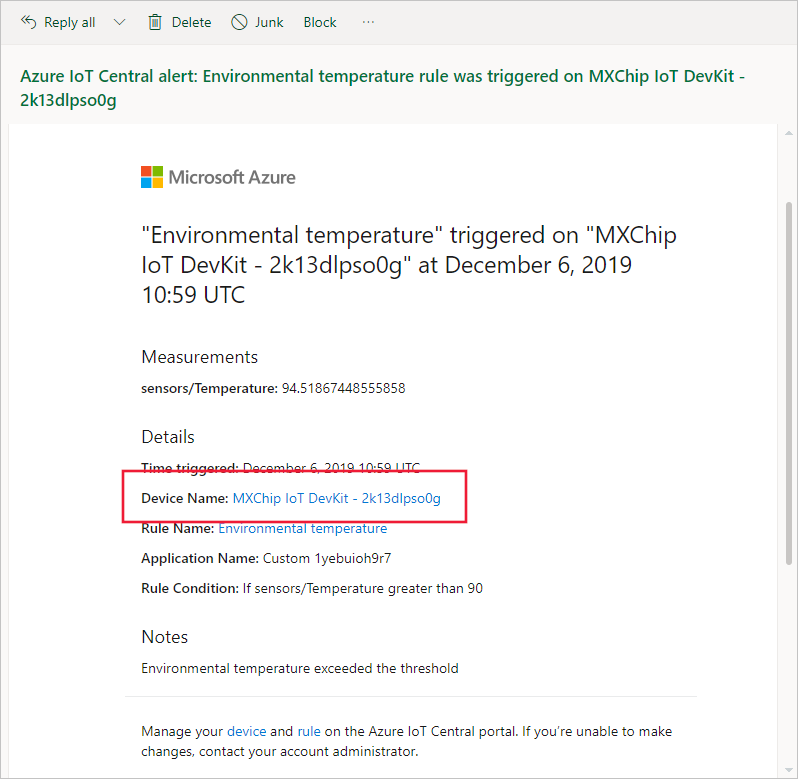 Reply all Delete Junk Block ...
Azure IoT Central alert: Environmental temperature rule was triggered on MXChip IoT DevKit -
2k13dlpso0g
Microsoft Azure
"Environmental temperature" triggered on "MXChip
IoT DevKit - 2k13dlpso0g" at December 6, 2019
10:59 UTC
Measurements
sensors/Temperature: 94.51867448555858
Details
Time triggered: December 6, 2019 10:59 UTC
Device Name: MXChip IoT DevKit - 2k13dlpso0g
Rule Name: Environmental temperature
Application Name: Custom 1yebuioh9r7
Rule Condition: If sensors/Temperature greater than 90
Notes
Environmental temperature exceeded the threshold
Manage your device and rule on the Azure IoT Central portal. If you're unable to make
changes, contact your account administrator.